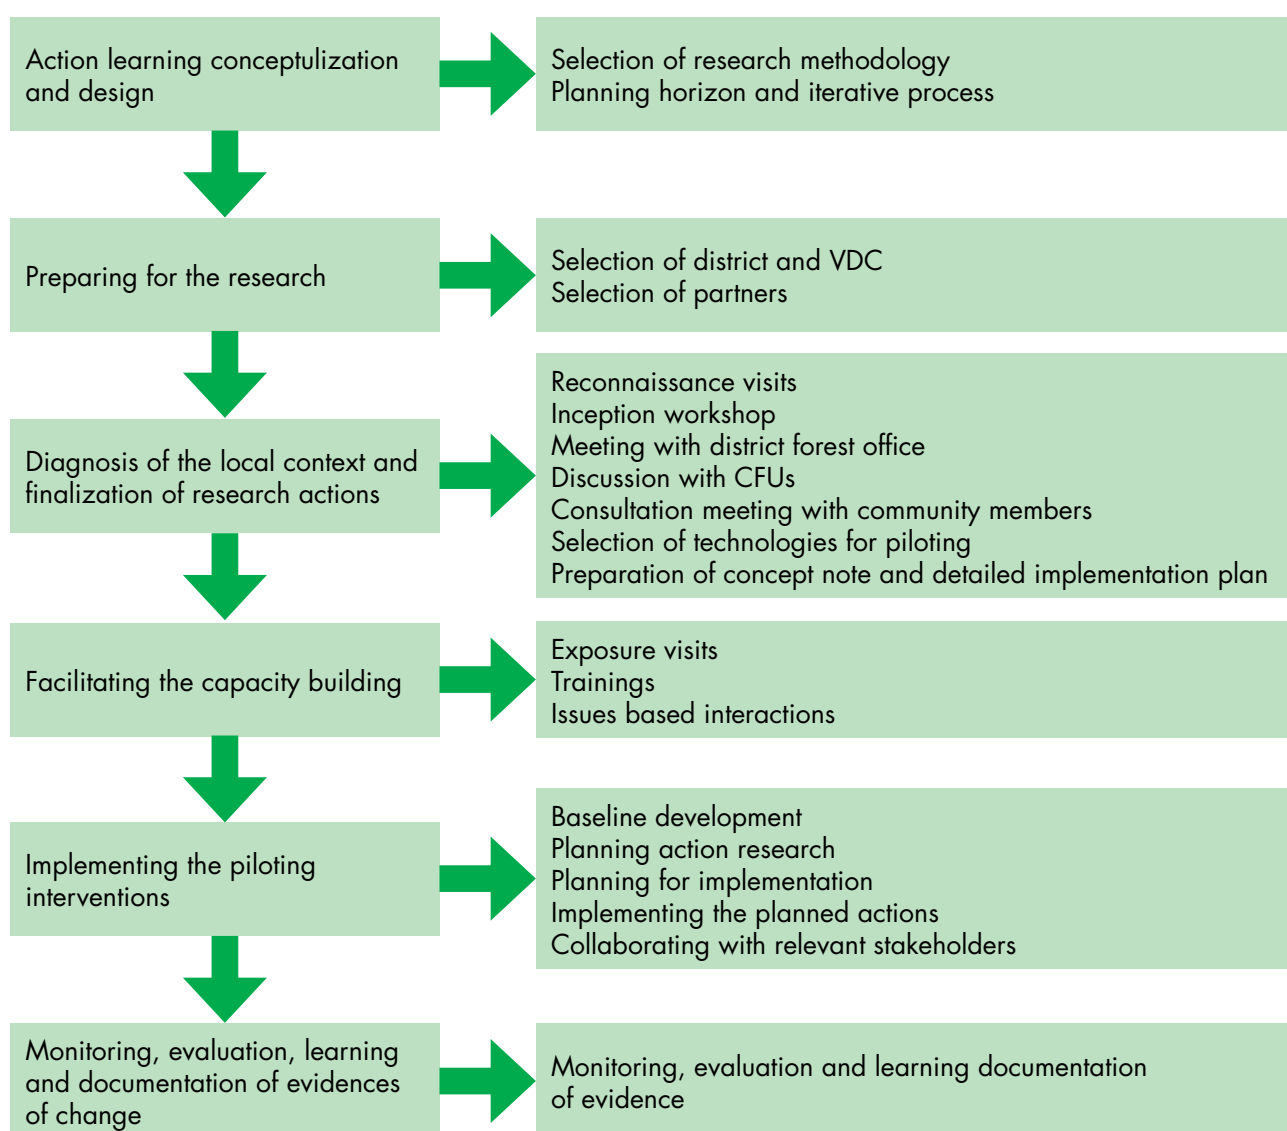 Action learning conceptulization
and design
Selection of research methodology
Planning horizon and iterative process
Preparing for the research
Selection of district and VDC
Selection of partners
Diagnosis of the local context and
finalization of research actions
Reconnaissance visits
Inception workshop
Meeting with district forest office
Discussion with CFUs
Consultation meeting with community members
Selection of technologies for piloting
Preparation of concept note and detailed implementation plan
Facilitating the capacity building
Exposure visits
Trainings
Issues based interactions
Implementing the piloting
interventions
Baseline development
Planning action research
Planning for implementation
Implementing the planned actions
Collaborating with relevant stakeholders
Monitoring, evaluation, learning
and documentation of evidences
of change
Monitoring, evaluation and learning documentation
of evidence